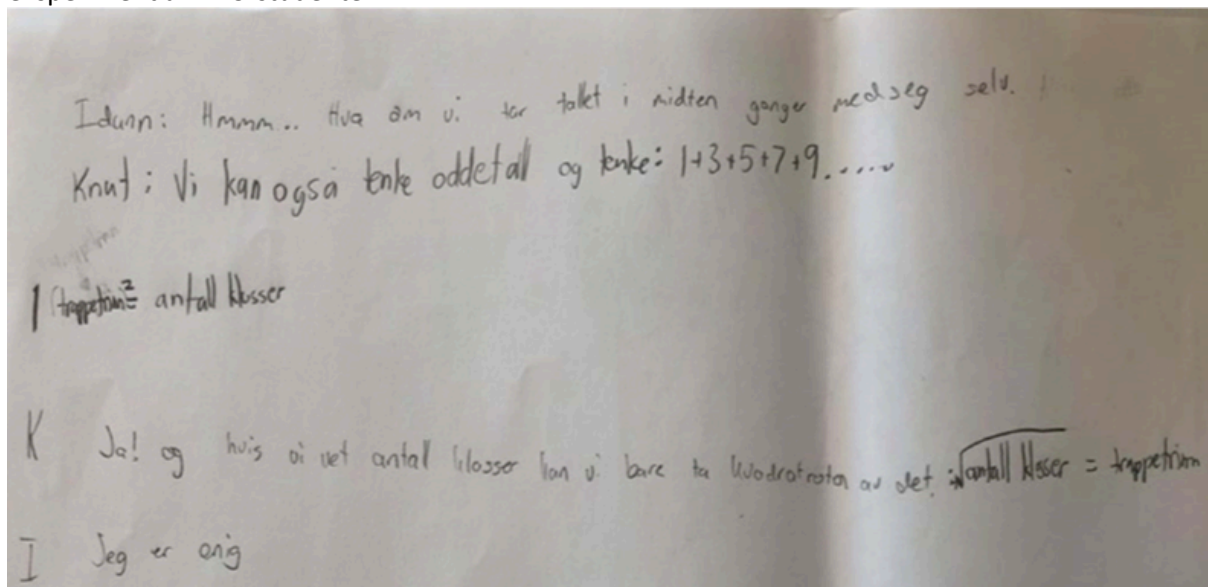 Idunn: Hmmm.. Hva om vi tar tallet i midten ganger med seg selv.
Knut: Vi kan også tenke oddetall og tenke: 1+3+5+7+9.....
I trappetrinn² = antall klosser
K Ja! og hvis vi vet antal klosser kan vi bare ta kvadratroten av det. √antall klosser = trappetrinn
I Jeg er enig